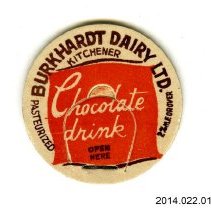 BURKHARDT DAIRY LTD.
KITCHENER
PASTEURIZED
Chocolate
drink
OPEN
HERE
2014.022.01